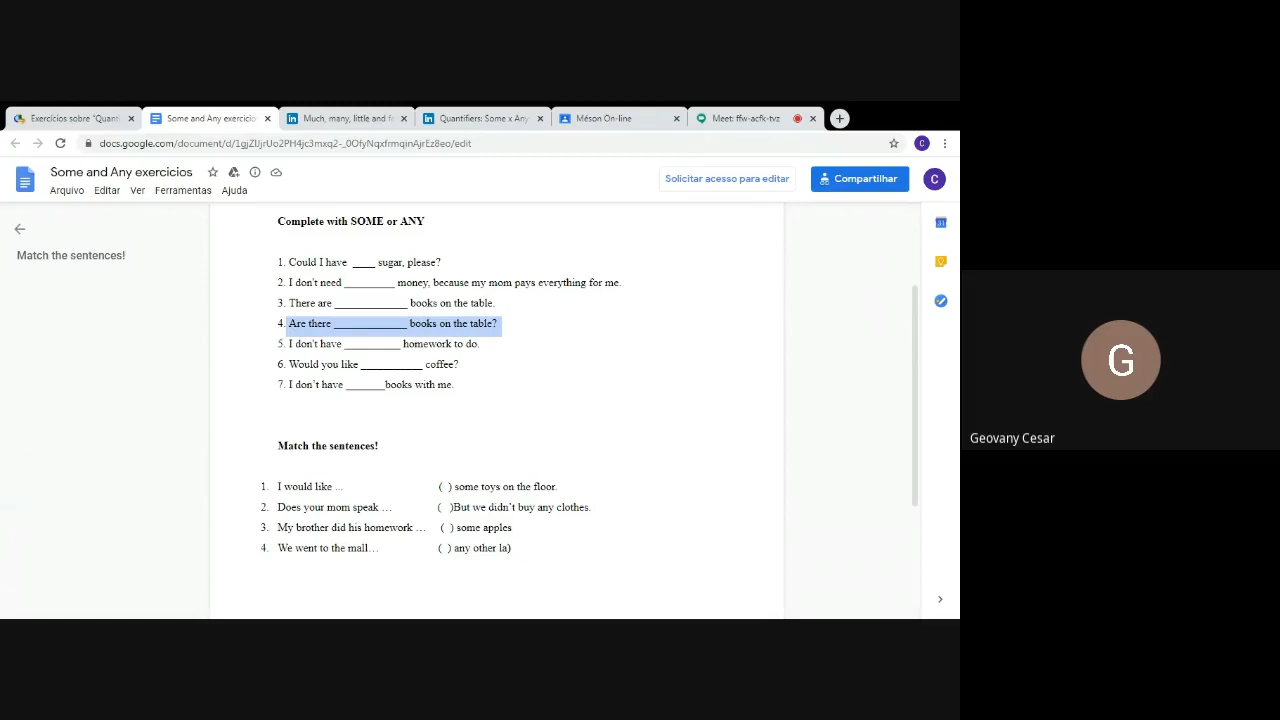 Exercícios sobre "Quant
Some and Any exercicio
Much, many, little and fe
Quantifiers: Some x Any
Méson On-line
Meet: ffw-acfk-tvz
docs.google.com/document/d/
/edit
C
Some and Any exercicios
Solicitar acesso para editar
Compartilhar
C
Arquivo Editar Ver Ferramentas Ajuda
Match the sentences!
Complete with SOME or ANY
1. Could I have ____ sugar, please?
2. I don't need _________ money, because my mom pays everything for me.
3. There are _____________ books on the table.
4. Are there _____________ books on the table?
5. I don't have __________ homework to do.
6. Would you like ___________ coffee?
7. I don't have _______books with me.
Match the sentences!
1. I would like ... ( ) some toys on the floor.
2. Does your mom speak … ( )But we didn't buy any clothes.
3. My brother did his homework … ( ) some apples
4. We went to the mall… ( ) any other la)
G
Geovany Cesar